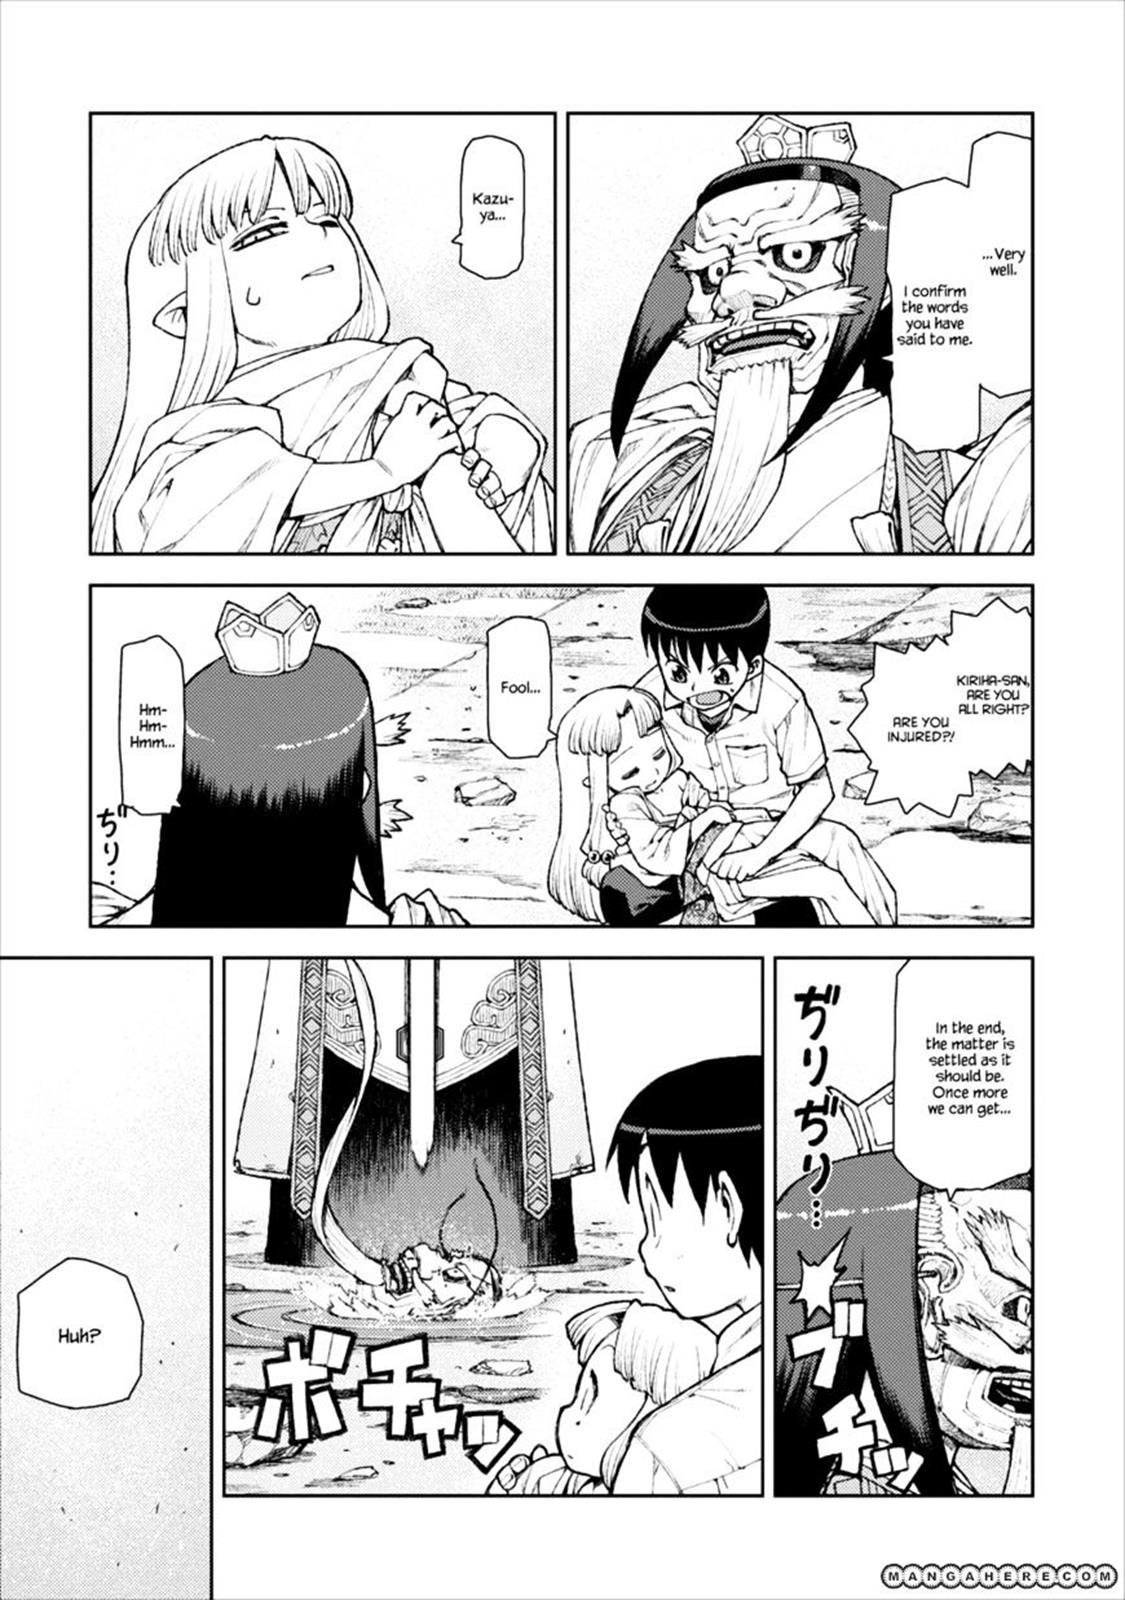 ...Very
well.
I confirm
the words
you have
said to me.
Kazu-
ya...
KIRIHA-SAN,
ARE YOU
ALL RIGHT?
ARE YOU
INJURED?!
Fool...
Hm-
Hm-
Hmm...
ぢり…
In the end,
the matter is
settled as it
should be.
Once more
we can get...
ぢりぢり…
ブチッ
ボチャッ
Huh?
MANGAHERE.COM